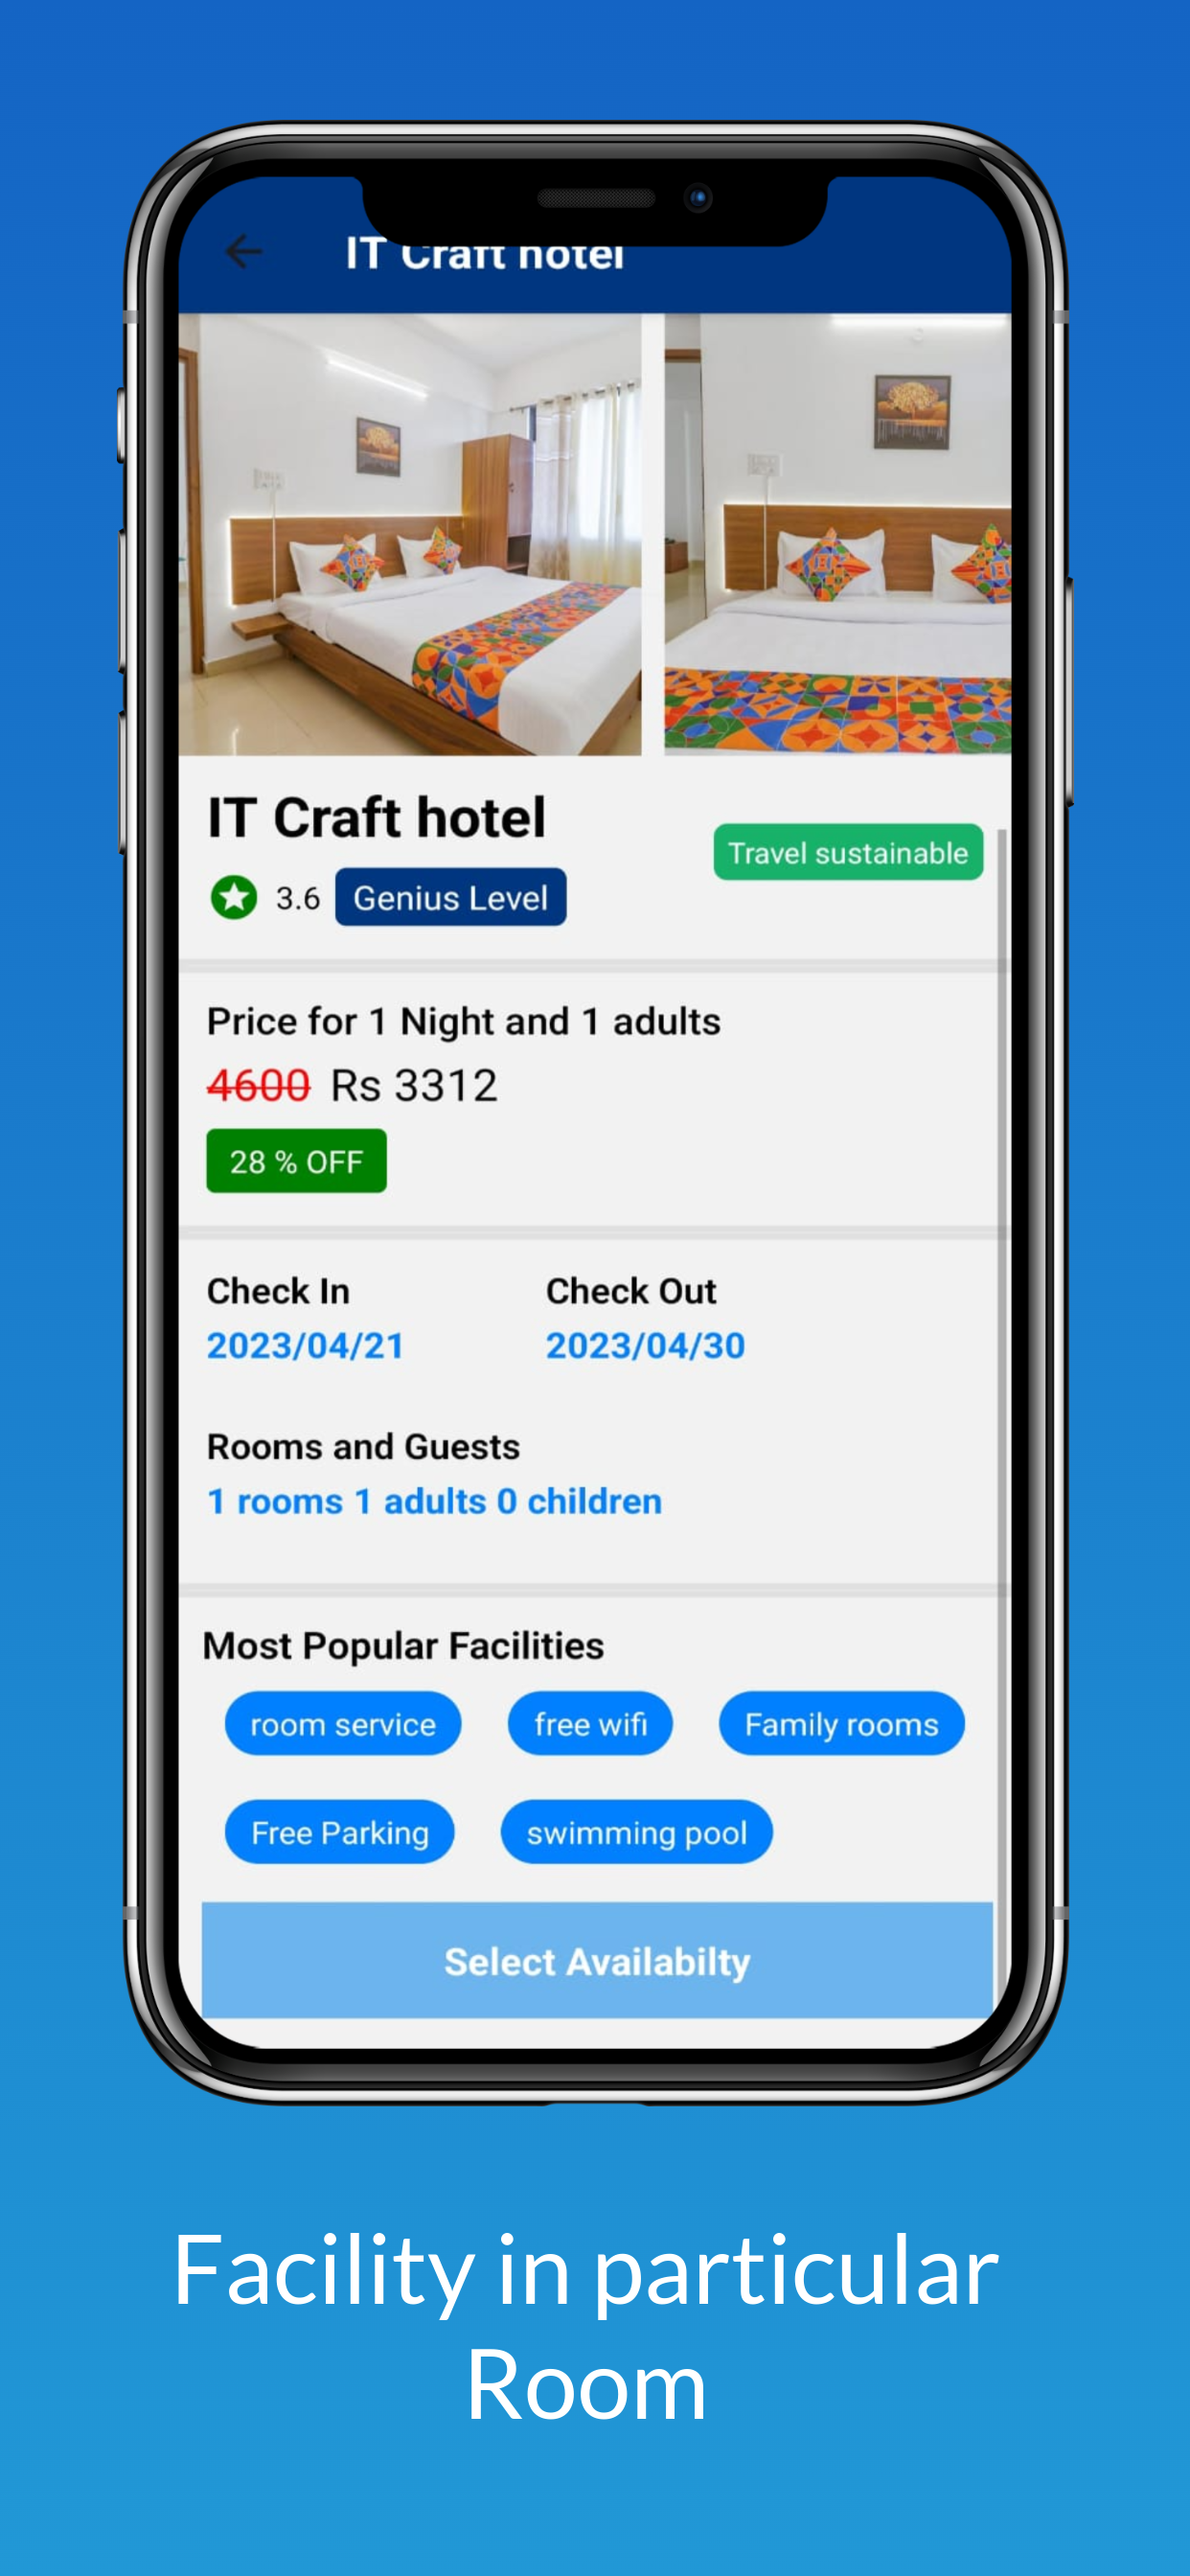 IT Craft hotel
IT Craft hotel
Travel sustainable
3.6 Genius Level
Price for 1 Night and 1 adults
4600 Rs 3312
28 % OFF
Check In Check Out
2023/04/21 2023/04/30
Rooms and Guests
1 rooms 1 adults 0 children
Most Popular Facilities
room service free wifi Family rooms
Free Parking swimming pool
Select Availabilty
Facility in particular
Room